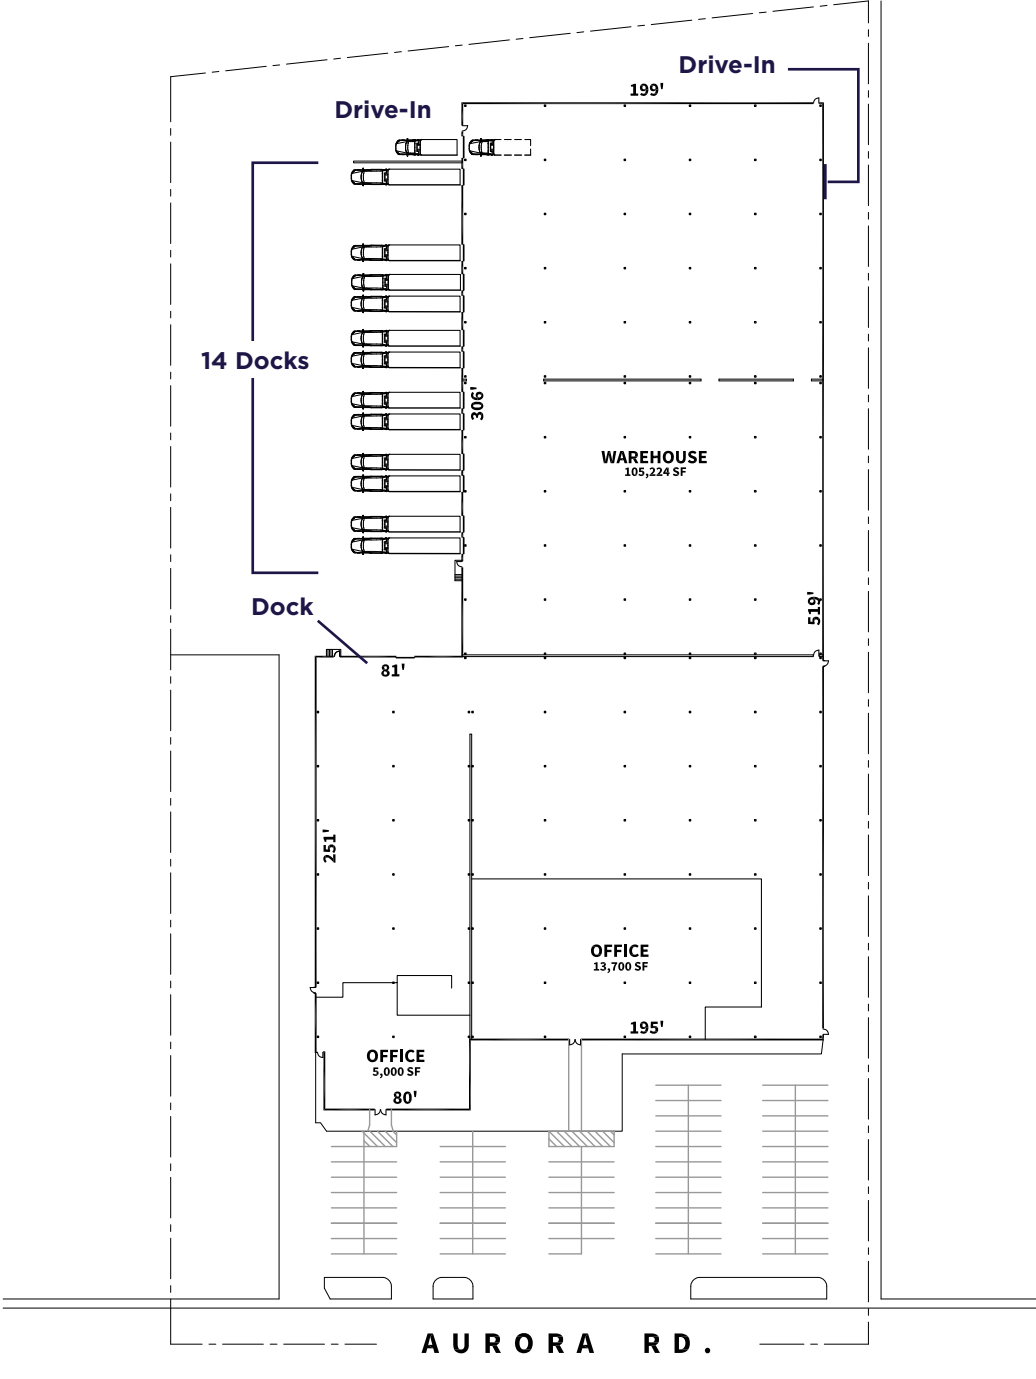 Drive-In
199'
Drive-In
14 Docks
306'
WAREHOUSE
105,224 SF
519'
Dock
81'
251'
OFFICE
13,700 SF
195'
OFFICE
5,000 SF
80'
AURORA RD.